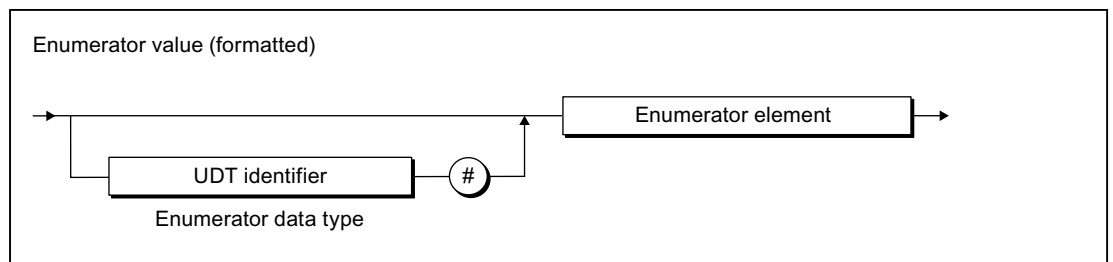 Enumerator value (formatted)
Enumerator element
UDT identifier
#
Enumerator data type